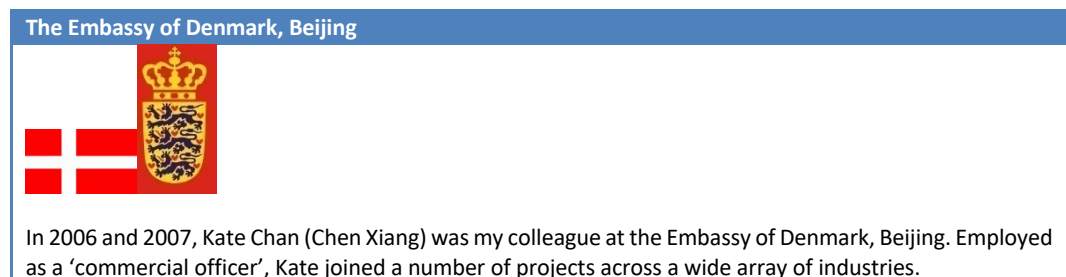 The Embassy of Denmark, Beijing
In 2006 and 2007, Kate Chan (Chen Xiang) was my colleague at the Embassy of Denmark, Beijing. Employed
as a ‘commercial officer’, Kate joined a number of projects across a wide array of industries.